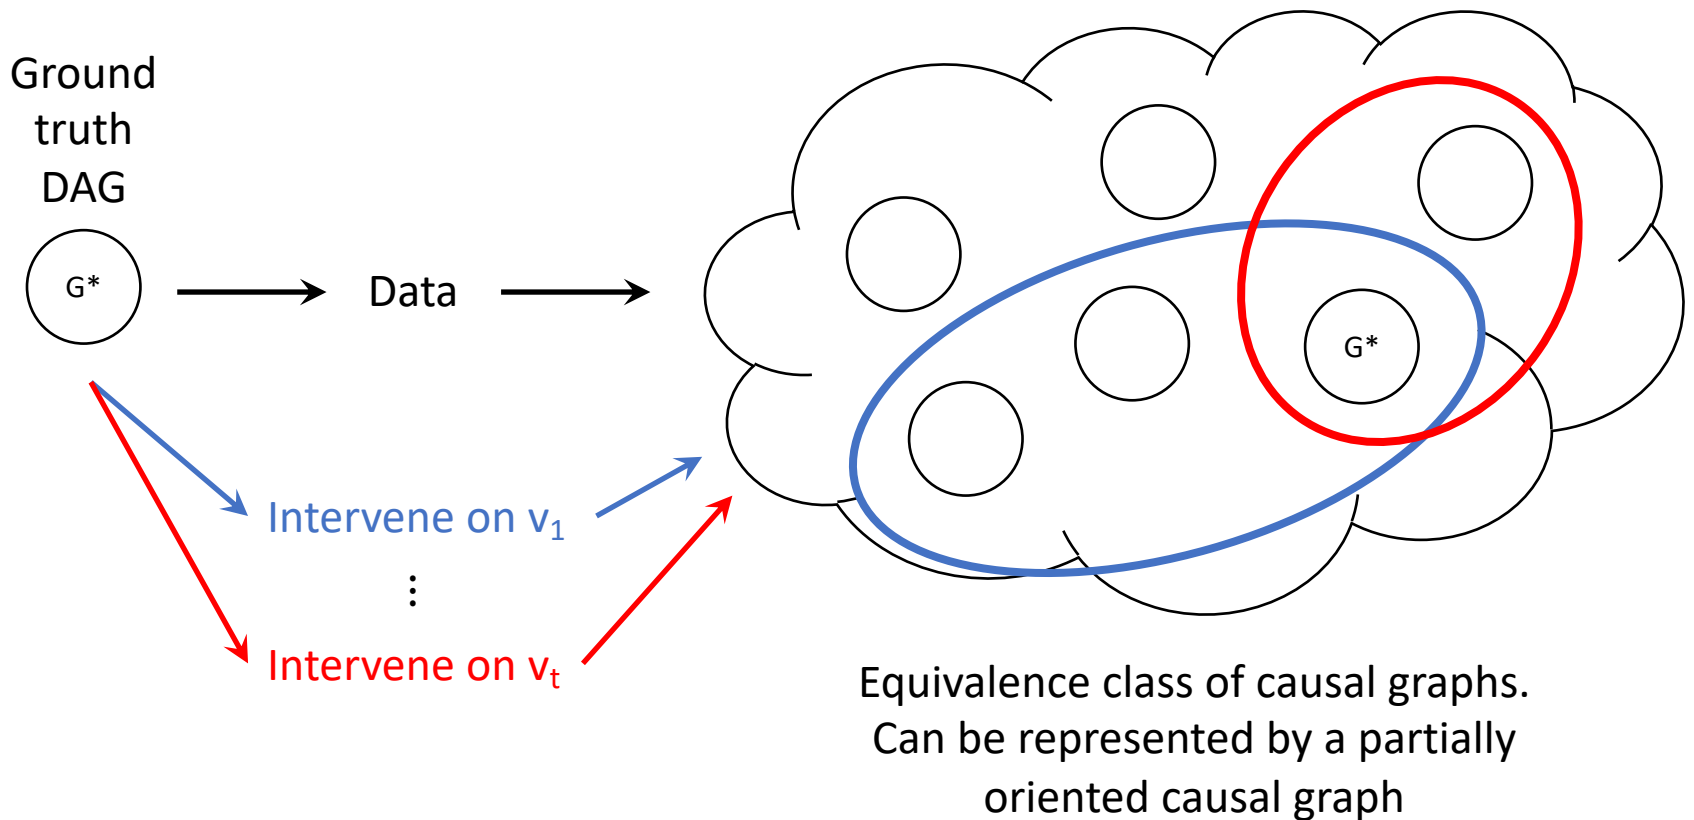 Ground
truth
DAG
G*
Data
G*
Intervene on v₁
⋮
Intervene on vₜ
Equivalence class of causal graphs.
Can be represented by a partially
oriented causal graph